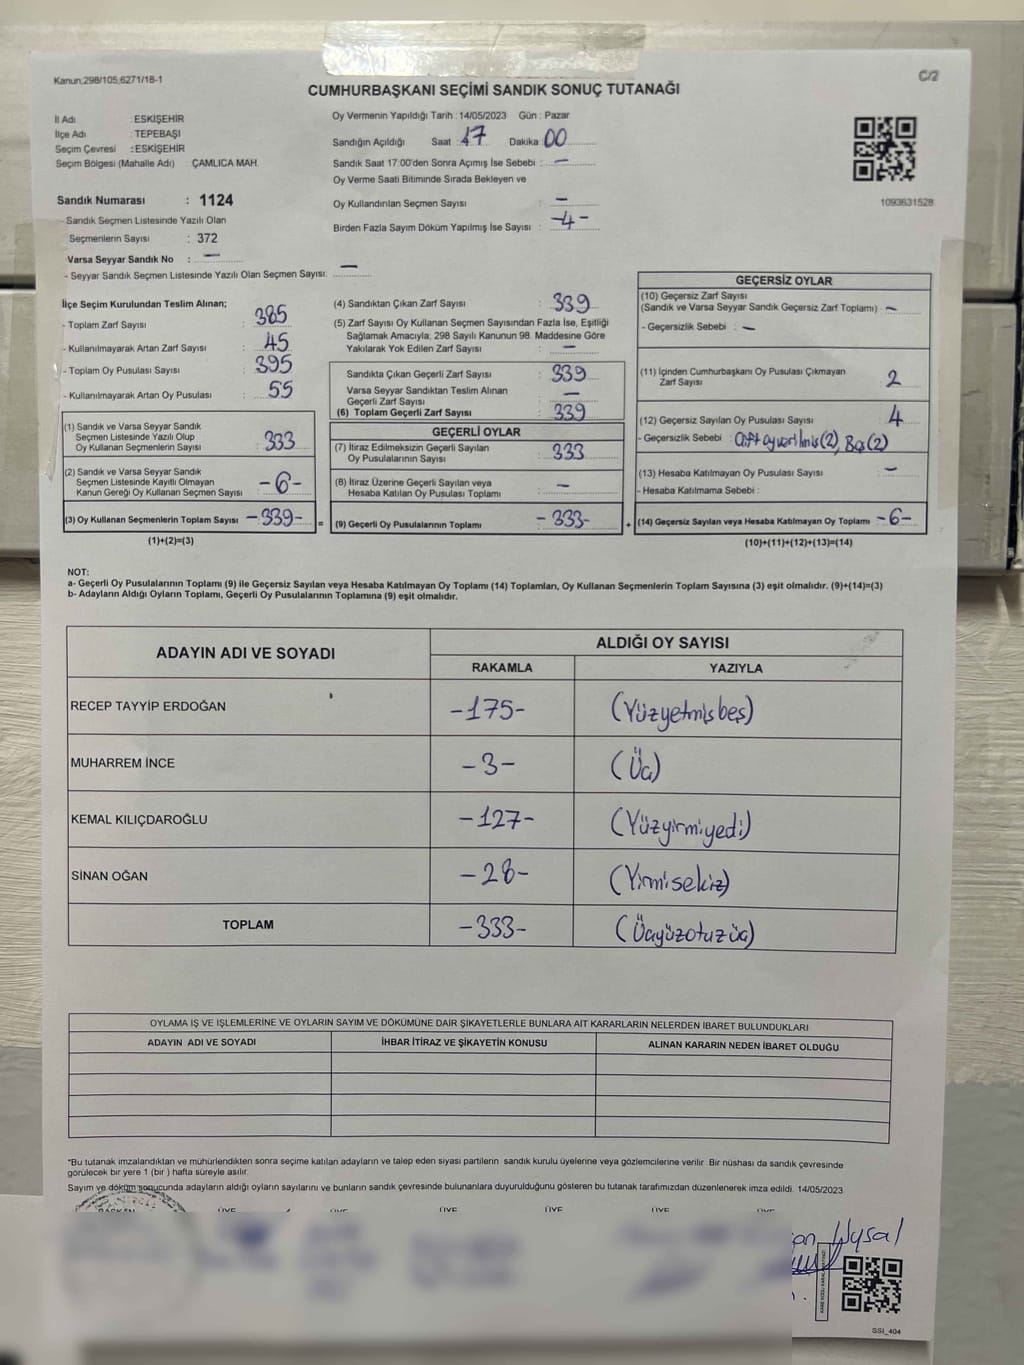 Kanun:298/105;6271/18-1
C/2
CUMHURBAŞKANI SEÇİMİ SANDIK SONUÇ TUTANAĞI
İl Adı : ESKİŞEHİR
İlçe Adı : TEPEBAŞI
Seçim Çevresi : ESKİŞEHİR
Seçim Bölgesi (Mahalle Adı) ÇAMLICA MAH.
Sandık Numarası : 1124
- Sandık Seçmen Listesinde Yazılı Olan
Seçmenlerin Sayısı : 372
Varsa Seyyar Sandık No : —
- Seyyar Sandık Seçmen Listesinde Yazılı Olan Seçmen Sayısı: —
Oy Vermenin Yapıldığı Tarih : 14/05/2023 Gün : Pazar
Sandığın Açıldığı Saat : 17 Dakika : 00
Sandık Saat 17:00'den Sonra Açımış İse Sebebi : —
Oy Verme Saati Bitiminde Sırada Bekleyen ve
Oy Kullandırılan Seçmen Sayısı : —
Birden Fazla Sayım Döküm Yapılmış İse Sayısı : -4-
1093631528
İlçe Seçim Kurulundan Teslim Alınan;
- Toplam Zarf Sayısı : 385
- Kullanılmayarak Artan Zarf Sayısı : 45
- Toplam Oy Pusulası Sayısı : 395
- Kullanılmayarak Artan Oy Pusulası : 55
(1) Sandık ve Varsa Seyyar Sandık
Seçmen Listesinde Yazılı Olup
Oy Kullanan Seçmenlerin Sayısı : 333
(2) Sandık ve Varsa Seyyar Sandık
Seçmen Listesinde Kayıtlı Olmayan
Kanun Gereği Oy Kullanan Seçmen Sayısı -6-
(3) Oy Kullanan Seçmenlerin Toplam Sayısı -339- =
(1)+(2)=(3)
(4) Sandıktan Çıkan Zarf Sayısı : 339
(5) Zarf Sayısı Oy Kullanan Seçmen Sayısından Fazla İse, Eşitliği
Sağlamak Amacıyla; 298 Sayılı Kanunun 98. Maddesine Göre
Yakılarak Yok Edilen Zarf Sayısı : —
Sandıkta Çıkan Geçerli Zarf Sayısı : 339
Varsa Seyyar Sandıktan Teslim Alınan
Geçerli Zarf Sayısı : —
(6) Toplam Geçerli Zarf Sayısı : 339
GEÇERLİ OYLAR
(7) İtiraz Edilmeksizin Geçerli Sayılan
Oy Pusulalarının Sayısı : 333
(8) İtiraz Üzerine Geçerli Sayılan veya
Hesaba Katılan Oy Pusulası Toplamı : —
(9) Geçerli Oy Pusulalarının Toplamı -333- +
GEÇERSİZ OYLAR
(10) Geçersiz Zarf Sayısı
(Sandık ve Varsa Seyyar Sandık Geçersiz Zarf Toplamı) : —
- Geçersizlik Sebebi : —
(11) İçinden Cumhurbaşkanı Oy Pusulası Çıkmayan
Zarf Sayısı 2
(12) Geçersiz Sayılan Oy Pusulası Sayısı : 4
- Geçersizlik Sebebi : Çift oy verilmiş(2), Boş(2)
(13) Hesaba Katılmayan Oy Pusulası Sayısı : —
- Hesaba Katılmama Sebebi :
(14) Geçersiz Sayılan veya Hesaba Katılmayan Oy Toplamı -6-
(10)+(11)+(12)+(13)=(14)
NOT:
a- Geçerli Oy Pusulalarının Toplamı (9) ile Geçersiz Sayılan veya Hesaba Katılmayan Oy Toplamı (14) Toplamları, Oy Kullanan Seçmenlerin Toplam Sayısına (3) eşit olmalıdır. (9)+(14)=(3)
b- Adayların Aldığı Oyların Toplamı, Geçerli Oy Pusulalarının Toplamına (9) eşit olmalıdır.
ADAYIN ADI VE SOYADI
ALDIĞI OY SAYISI
RAKAMLA YAZIYLA
RECEP TAYYİP ERDOĞAN -175- (Yüzyetmişbeş)
MUHARREM İNCE -3- (Üç)
KEMAL KILIÇDAROĞLU -127- (Yüzyirmiyedi)
SİNAN OĞAN -28- (Yirmisekiz)
TOPLAM -333- (Üçyüzotuzüç)
OYLAMA İŞ VE İŞLEMLERİNE VE OYLARIN SAYIM VE DÖKÜMÜNE DAİR ŞİKAYETLERLE BUNLARA AİT KARARLARIN NELERDEN İBARET BULUNDUKLARI
ADAYIN ADI VE SOYADI İHBAR İTİRAZ VE ŞİKAYETİN KONUSU ALINAN KARARIN NEDEN İBARET OLDUĞU
*Bu tutanak imzalandıktan ve mühürlendikten sonra seçime katılan adayların ve talep eden siyasi partilerin sandık kurulu üyelerine veya gözlemcilerine verilir. Bir nüshası da sandık çevresinde
görülecek bir yere 1 (bir ) hafta süreyle asılır.
Sayım ve döküm sonucunda adayların aldığı oyların sayılarını ve bunların sandık çevresinde bulunanlara duyurulduğunu gösteren bu tutanak tarafımızdan düzenlenerek imza edildi. 14/05/2023
BAŞKAN ÜYE ÜYE ÜYE ÜYE ÜYE ÜYE
Uysal
SSI_404